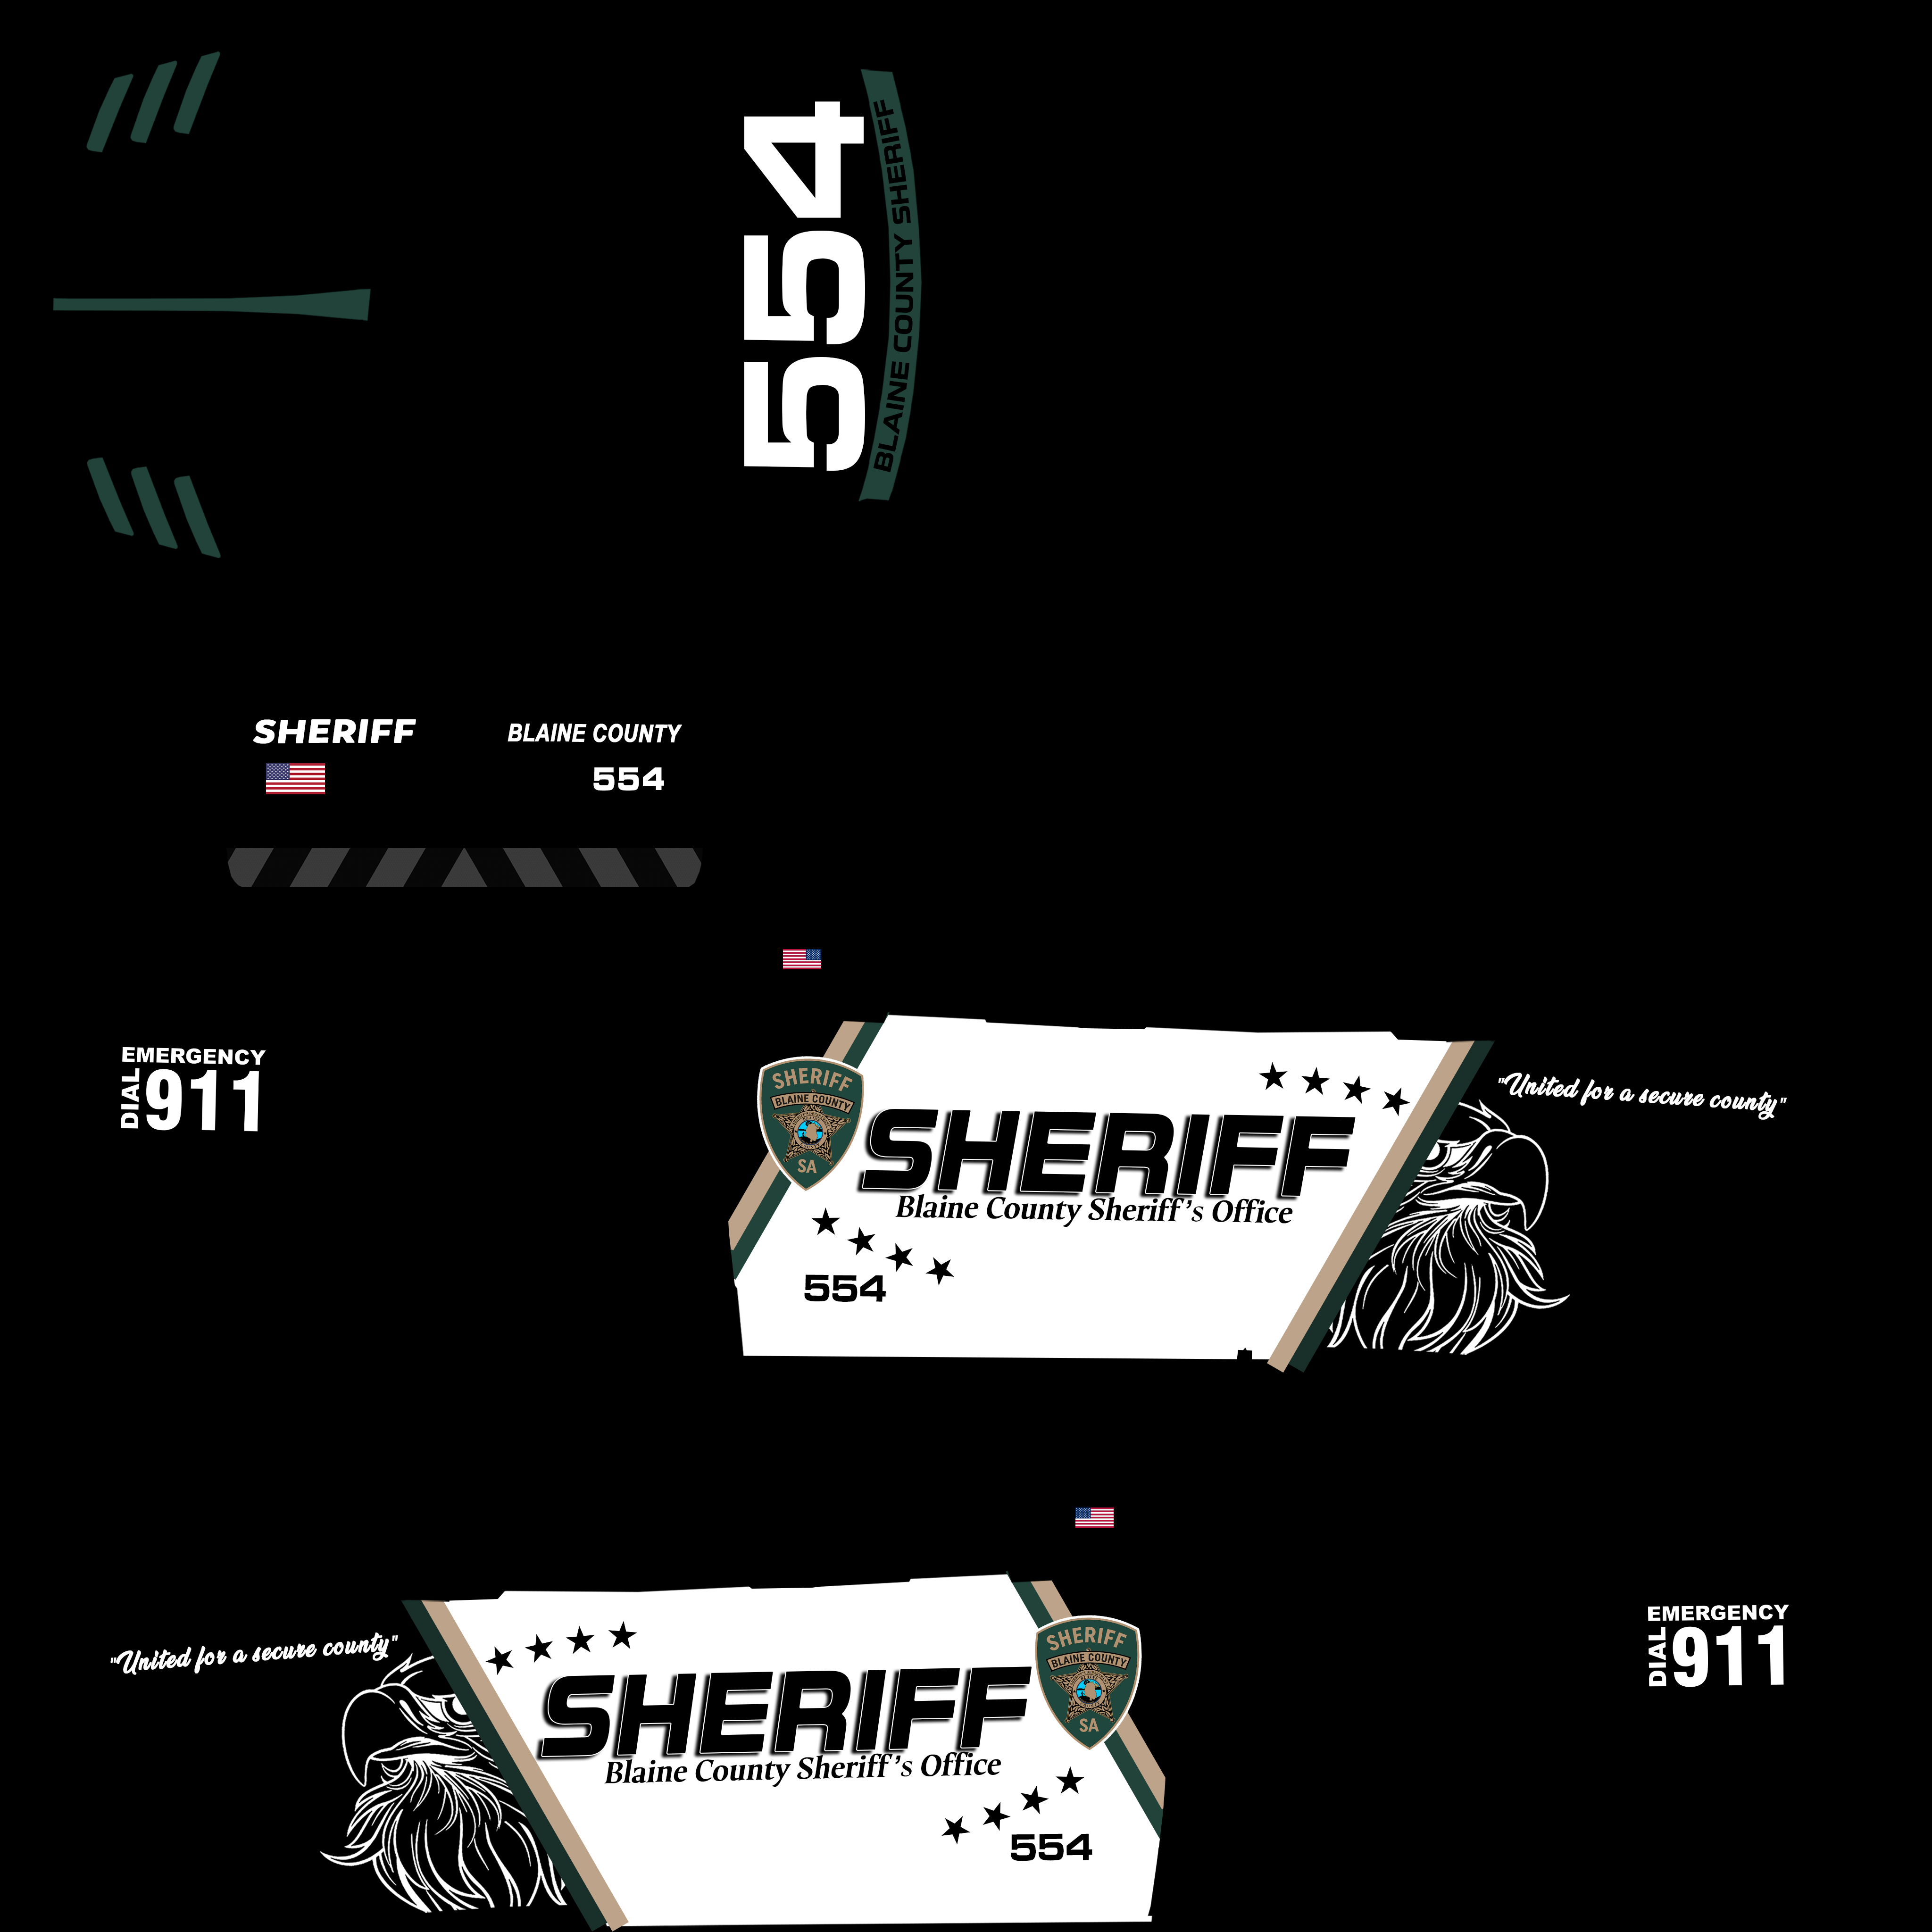 554
BLAINE COUNTY SHERIFF
SHERIFF
BLAINE COUNTY
554
EMERGENCY
DIAL
911
SHERIFF
BLAINE COUNTY
SA
SHERIFF
Blaine County Sheriff's Office
554
"United for a secure county"
"United for a secure county"
SHERIFF
Blaine County Sheriff's Office
554
SHERIFF
BLAINE COUNTY
SA
EMERGENCY
DIAL
911